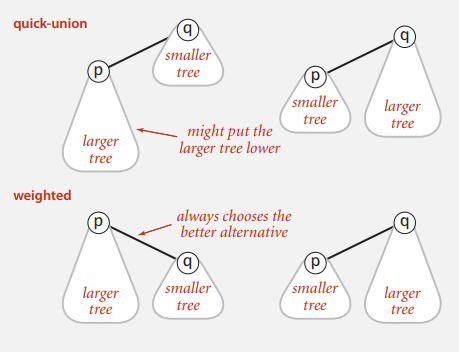 quick-union
q
smaller
tree
p
larger
tree
might put the
larger tree lower
q
p
smaller
tree
larger
tree
weighted
p
always chooses the
better alternative
q
larger
tree
smaller
tree
q
p
smaller
tree
larger
tree